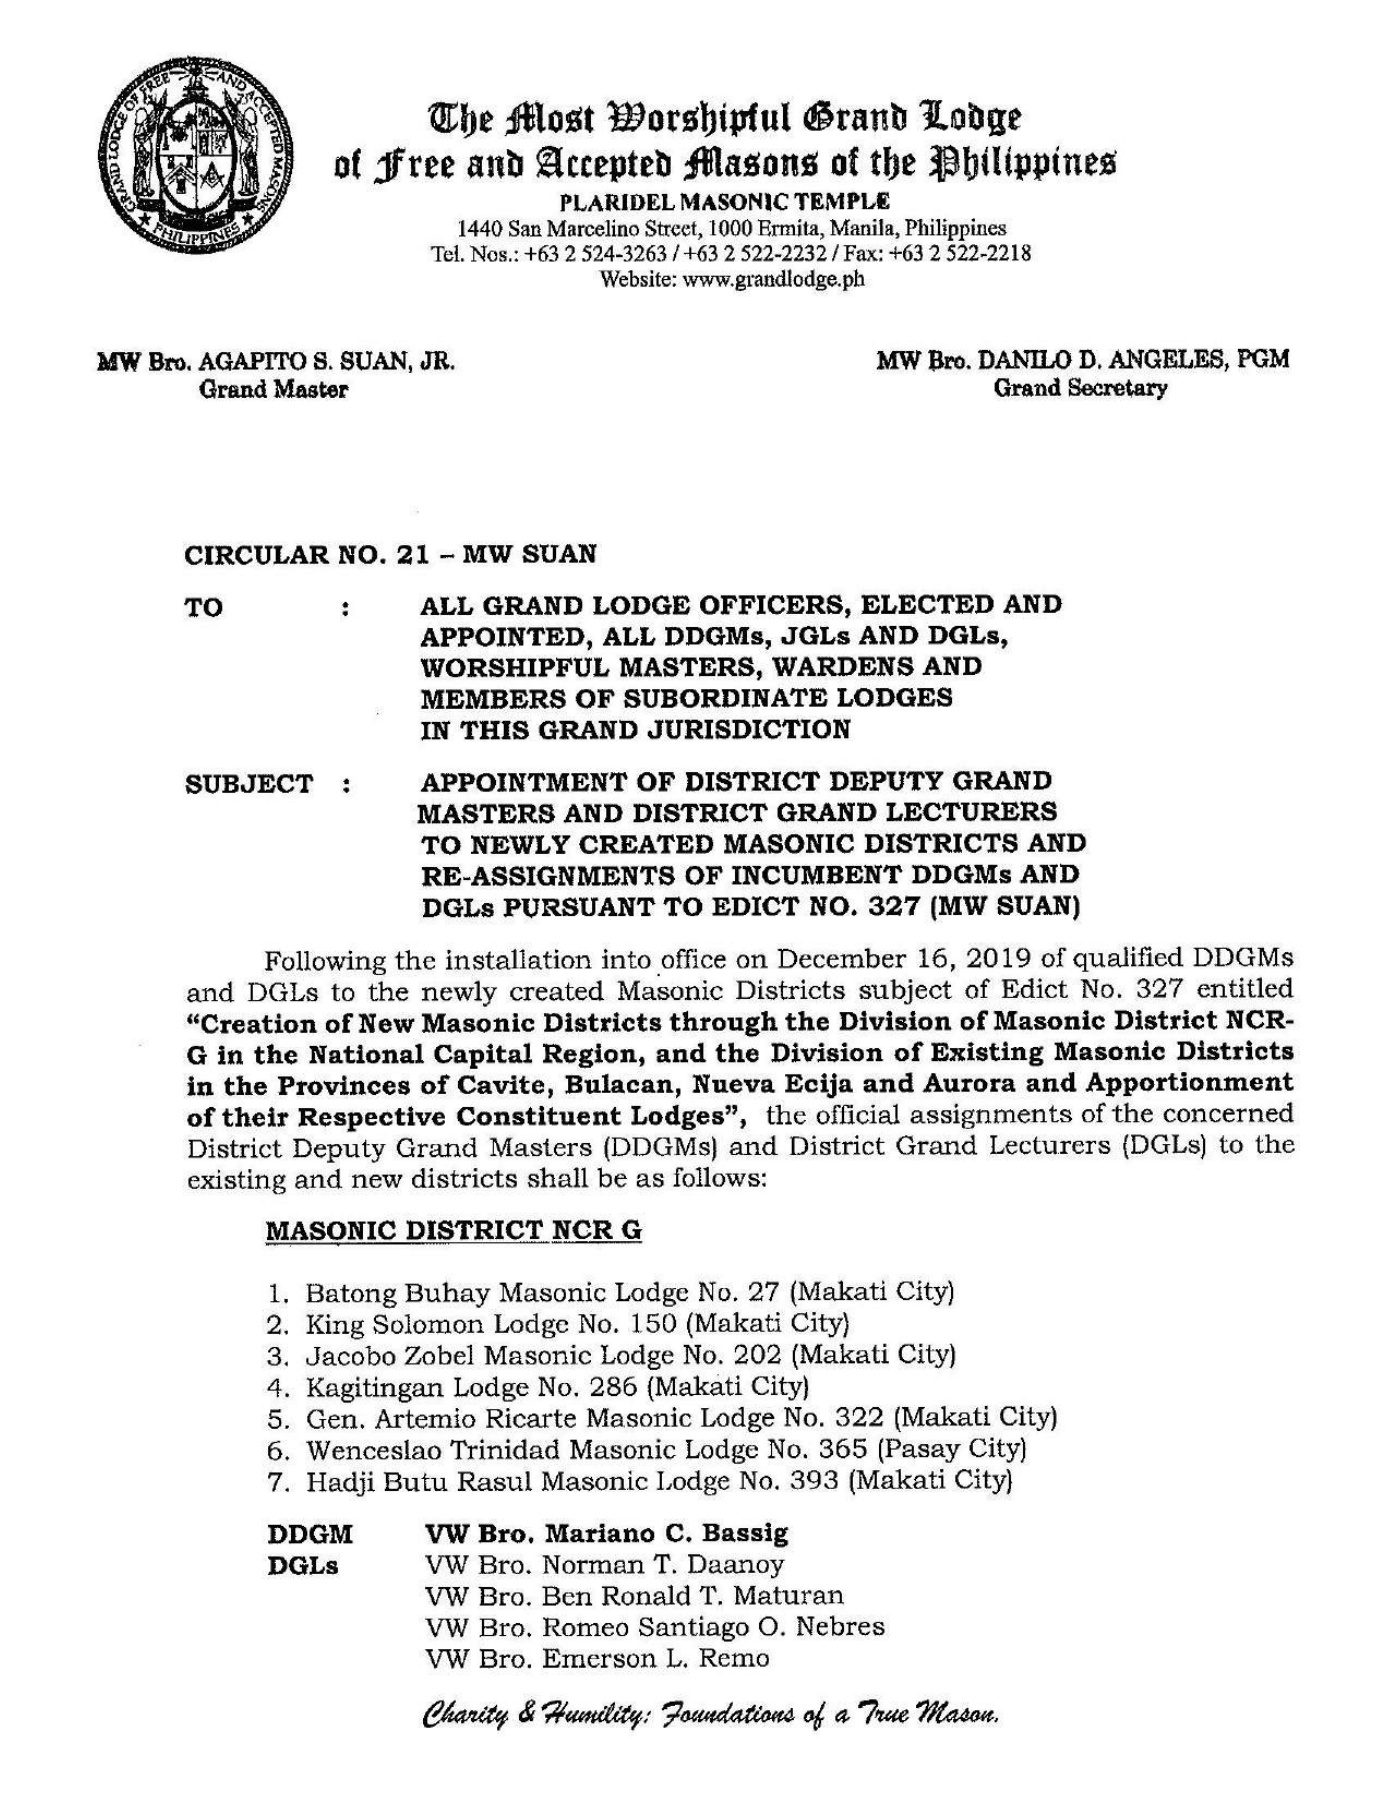 GRAND LODGE OF FREE AND ACCEPTED MASONS
PHILIPPINES
The Most Worshipful Grand Lodge
of Free and Accepted Masons of the Philippines
PLARIDEL MASONIC TEMPLE
1440 San Marcelino Street, 1000 Ermita, Manila, Philippines
Tel. Nos.: +63 2 524-3263 / +63 2 522-2232 / Fax: +63 2 522-2218
Website: www.grandlodge.ph
MW Bro. AGAPITO S. SUAN, JR.
Grand Master
MW Bro. DANILO D. ANGELES, PGM
Grand Secretary
CIRCULAR NO. 21 – MW SUAN
TO : ALL GRAND LODGE OFFICERS, ELECTED AND
APPOINTED, ALL DDGMs, JGLs AND DGLs,
WORSHIPFUL MASTERS, WARDENS AND
MEMBERS OF SUBORDINATE LODGES
IN THIS GRAND JURISDICTION
SUBJECT : APPOINTMENT OF DISTRICT DEPUTY GRAND
MASTERS AND DISTRICT GRAND LECTURERS
TO NEWLY CREATED MASONIC DISTRICTS AND
RE-ASSIGNMENTS OF INCUMBENT DDGMs AND
DGLs PURSUANT TO EDICT NO. 327 (MW SUAN)
Following the installation into office on December 16, 2019 of qualified DDGMs
and DGLs to the newly created Masonic Districts subject of Edict No. 327 entitled
“Creation of New Masonic Districts through the Division of Masonic District NCR-
G in the National Capital Region, and the Division of Existing Masonic Districts
in the Provinces of Cavite, Bulacan, Nueva Ecija and Aurora and Apportionment
of their Respective Constituent Lodges”, the official assignments of the concerned
District Deputy Grand Masters (DDGMs) and District Grand Lecturers (DGLs) to the
existing and new districts shall be as follows:
MASONIC DISTRICT NCR G
1. Batong Buhay Masonic Lodge No. 27 (Makati City)
2. King Solomon Lodge No. 150 (Makati City)
3. Jacobo Zobel Masonic Lodge No. 202 (Makati City)
4. Kagitingan Lodge No. 286 (Makati City)
5. Gen. Artemio Ricarte Masonic Lodge No. 322 (Makati City)
6. Wenceslao Trinidad Masonic Lodge No. 365 (Pasay City)
7. Hadji Butu Rasul Masonic Lodge No. 393 (Makati City)
DDGM VW Bro. Mariano C. Bassig
DGLs VW Bro. Norman T. Daanoy
VW Bro. Ben Ronald T. Maturan
VW Bro. Romeo Santiago O. Nebres
VW Bro. Emerson L. Remo
Charity & Humility: Foundations of a True Mason.